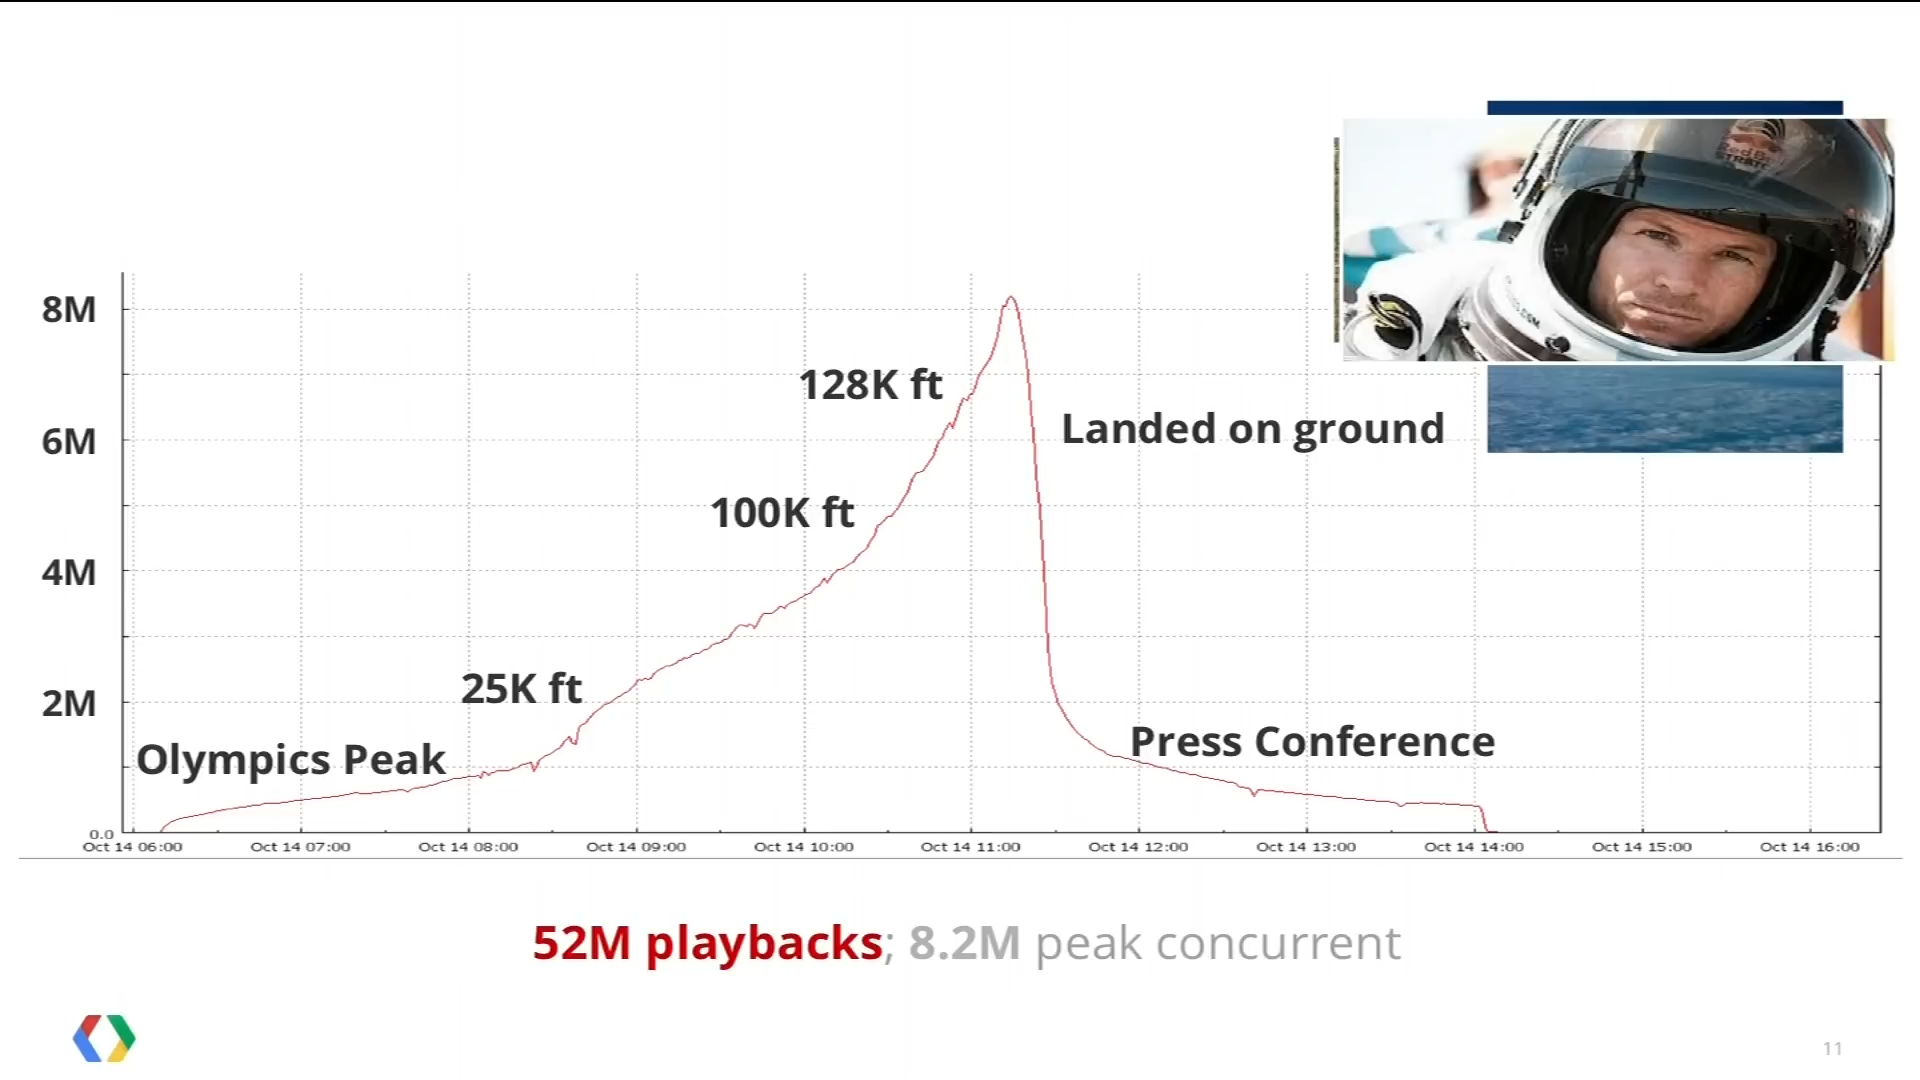 Red Bull
STRATOS
8M
128K ft
6M
Landed on ground
100K ft
4M
25K ft
2M
Press Conference
Olympics Peak
0.0
Oct 14 06:00 Oct 14 07:00 Oct 14 08:00 Oct 14 09:00 Oct 14 10:00 Oct 14 11:00 Oct 14 12:00 Oct 14 13:00 Oct 14 14:00 Oct 14 15:00 Oct 14 16:00
52M playbacks; 8.2M peak concurrent
11